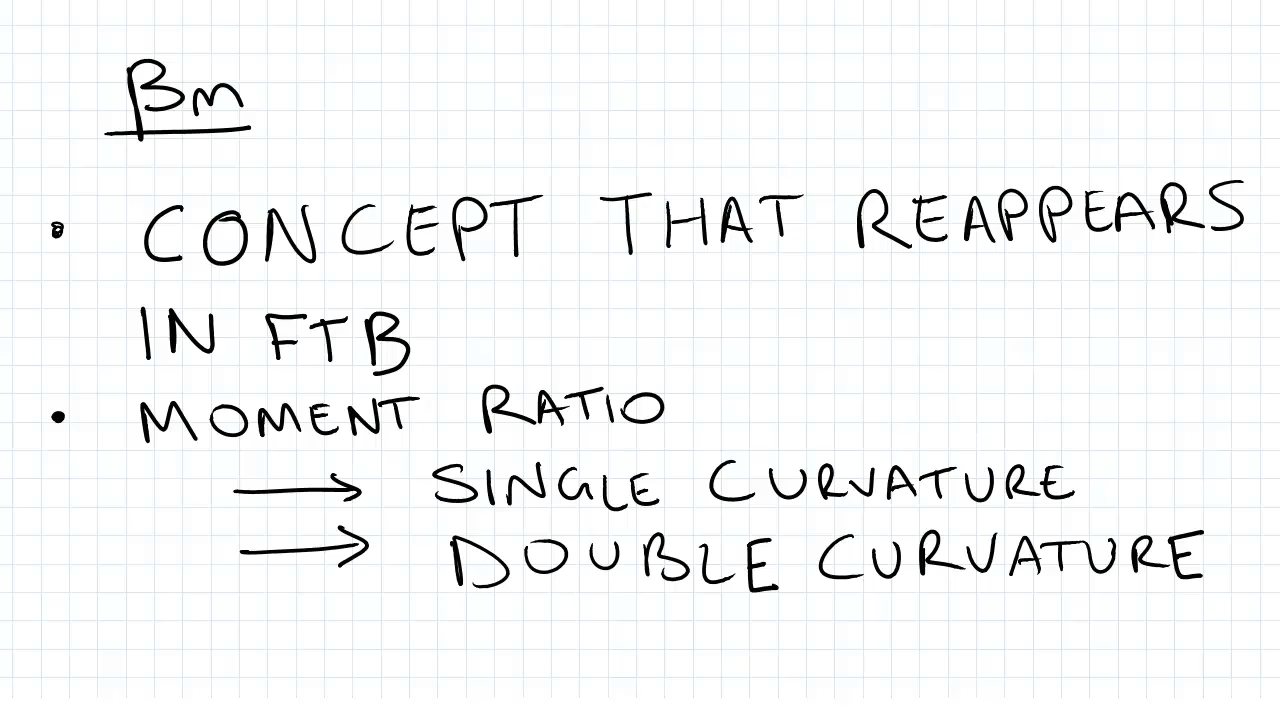 βm
• CONCEPT THAT REAPPEARS
IN FTB
• MOMENT RATIO
→ SINGLE CURVATURE
→ DOUBLE CURVATURE